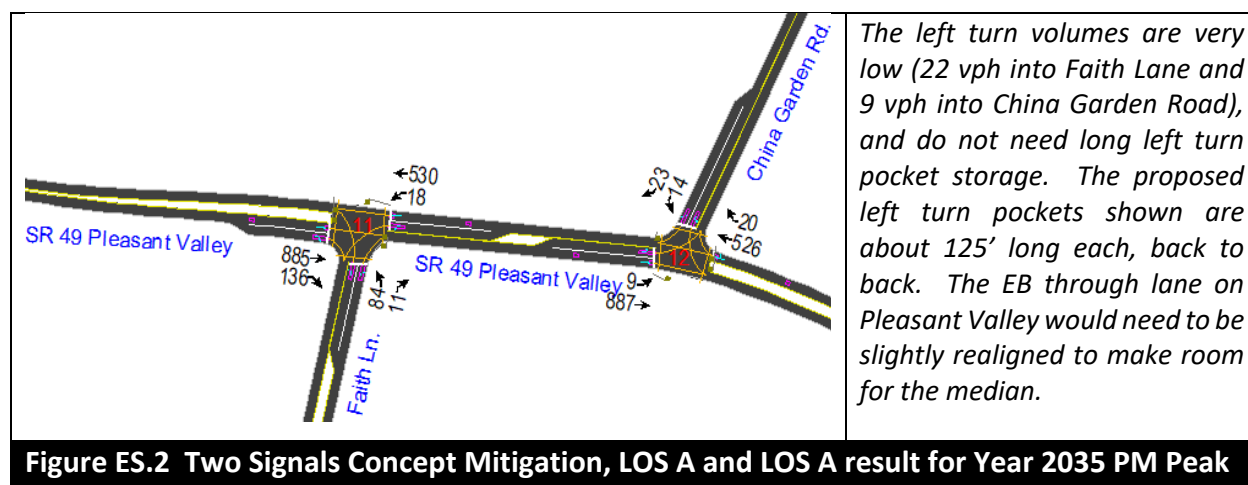 China Garden Rd.
←530
18
11
SR 49 Pleasant Valley
885→
136
84
11
Faith Ln.
SR 49 Pleasant Valley
23
14
20
526
12
9
887→
The left turn volumes are very
low (22 vph into Faith Lane and
9 vph into China Garden Road),
and do not need long left turn
pocket storage. The proposed
left turn pockets shown are
about 125’ long each, back to
back. The EB through lane on
Pleasant Valley would need to be
slightly realigned to make room
for the median.
Figure ES.2 Two Signals Concept Mitigation, LOS A and LOS A result for Year 2035 PM Peak